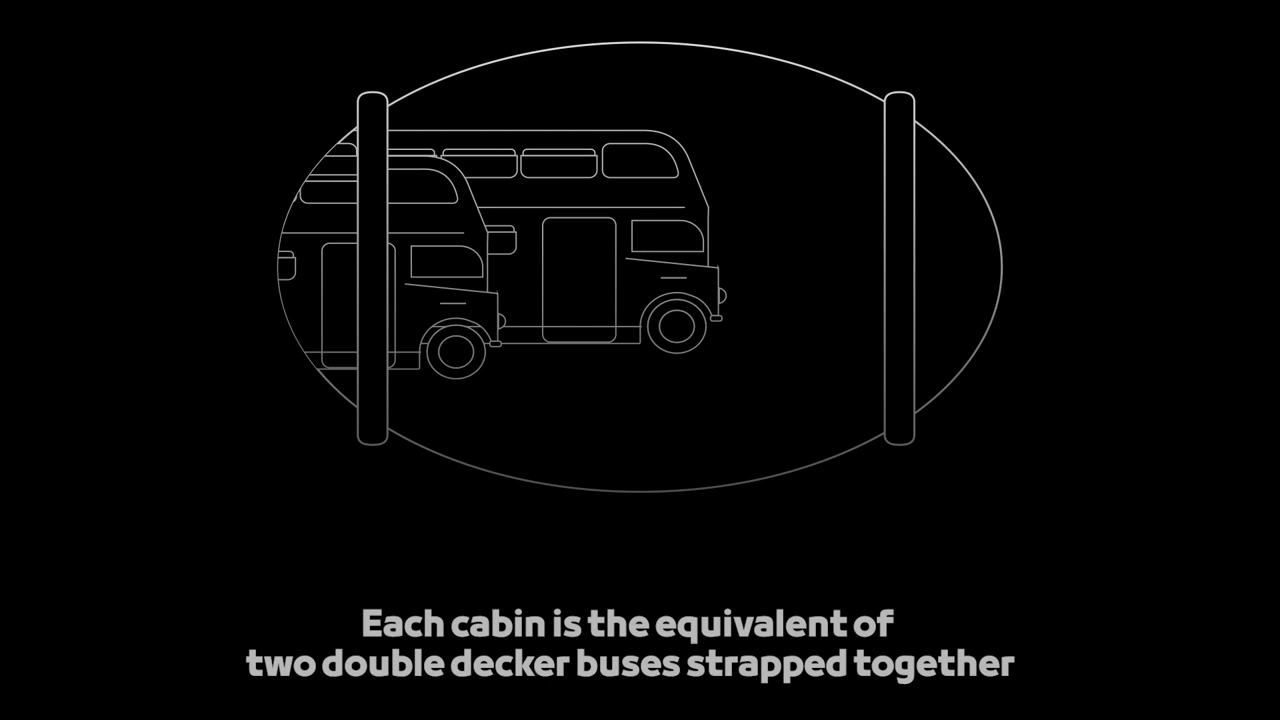 Each cabin is the equivalent of
two double decker buses strapped together